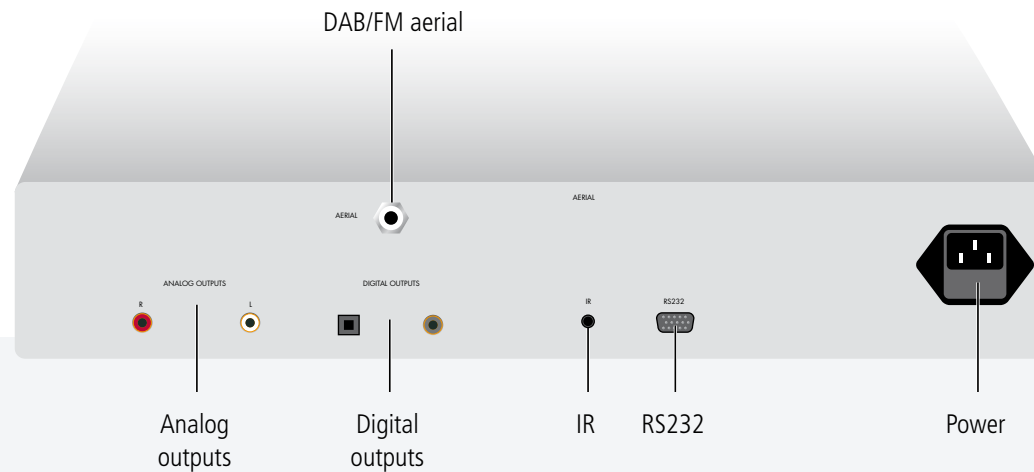 DAB/FM aerial
AERIAL
AERIAL
ANALOG OUTPUTS
DIGITAL OUTPUTS
R
L
IR
RS232
Analog
outputs
Digital
outputs
IR
RS232
Power